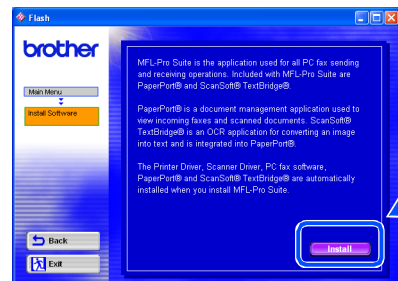 Flash
brother
Main Menu
Install Software
MFL-Pro Suite is the application used for all PC fax sending
and receiving operations. Included with MFL-Pro Suite are
PaperPort® and ScanSoft® TextBridge®.
PaperPort® is a document management application used to
view incoming faxes and scanned documents. ScanSoft®
TextBridge® is an OCR application for converting an image
into text and is integrated into PaperPort®.
The Printer Driver, Scanner Driver, PC fax software,
PaperPort® and ScanSoft® TextBridge® are automatically
installed when you install MFL-Pro Suite.
Back
Install
Exit